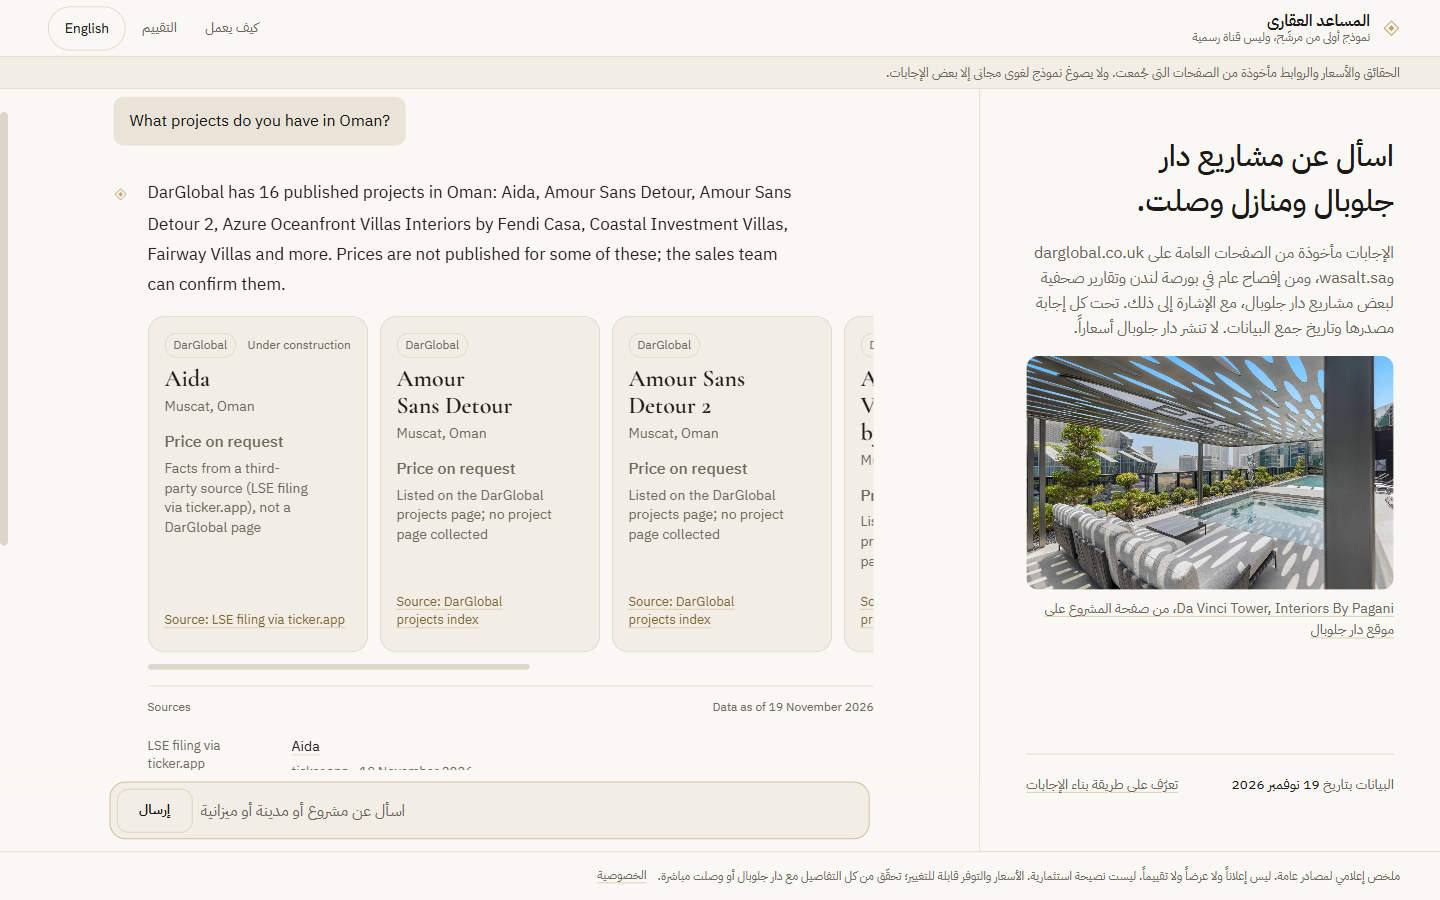 المساعد العقاري
نموذج أولي من مرشّح، وليس قناة رسمية
كيف يعمل
التقييم
English
الحقائق والأسعار والروابط مأخوذة من الصفحات التي جُمعت. ولا يصوغ نموذج لغوي مجاني إلا بعض الإجابات.
اسأل عن مشاريع دار
جلوبال ومنازل وصلت.
الإجابات مأخوذة من الصفحات العامة على darglobal.co.uk
وwasalt.sa، ومن إفصاح عام في بورصة لندن وتقارير صحفية
لبعض مشاريع دار جلوبال، مع الإشارة إلى ذلك. تحت كل إجابة
مصدرها وتاريخ جمع البيانات. لا تنشر دار جلوبال أسعاراً.
Da Vinci Tower, Interiors By Pagani، من صفحة المشروع على
موقع دار جلوبال
البيانات بتاريخ 19 نوفمبر 2026
تعرّف على طريقة بناء الإجابات
What projects do you have in Oman?
DarGlobal has 16 published projects in Oman: Aida, Amour Sans Detour, Amour Sans
Detour 2, Azure Oceanfront Villas Interiors by Fendi Casa, Coastal Investment Villas,
Fairway Villas and more. Prices are not published for some of these; the sales team
can confirm them.
DarGlobal
Under construction
Aida
Muscat, Oman
Price on request
Facts from a third-
party source (LSE filing
via ticker.app), not a
DarGlobal page
Source: LSE filing via ticker.app
DarGlobal
Amour
Sans Detour
Muscat, Oman
Price on request
Listed on the DarGlobal
projects page; no project
page collected
Source: DarGlobal
projects index
DarGlobal
Amour Sans
Detour 2
Muscat, Oman
Price on request
Listed on the DarGlobal
projects page; no project
page collected
Source: DarGlobal
projects index
Sources
Data as of 19 November 2026
LSE filing via
ticker.app
Aida
اسأل عن مشروع أو مدينة أو ميزانية
إرسال
ملخص إعلامي لمصادر عامة. ليس إعلاناً ولا عرضاً ولا تقييماً. ليست نصيحة استثمارية. الأسعار والتوفر قابلة للتغيير؛ تحقّق من كل التفاصيل مع دار جلوبال أو وصلت مباشرة.
الخصوصية